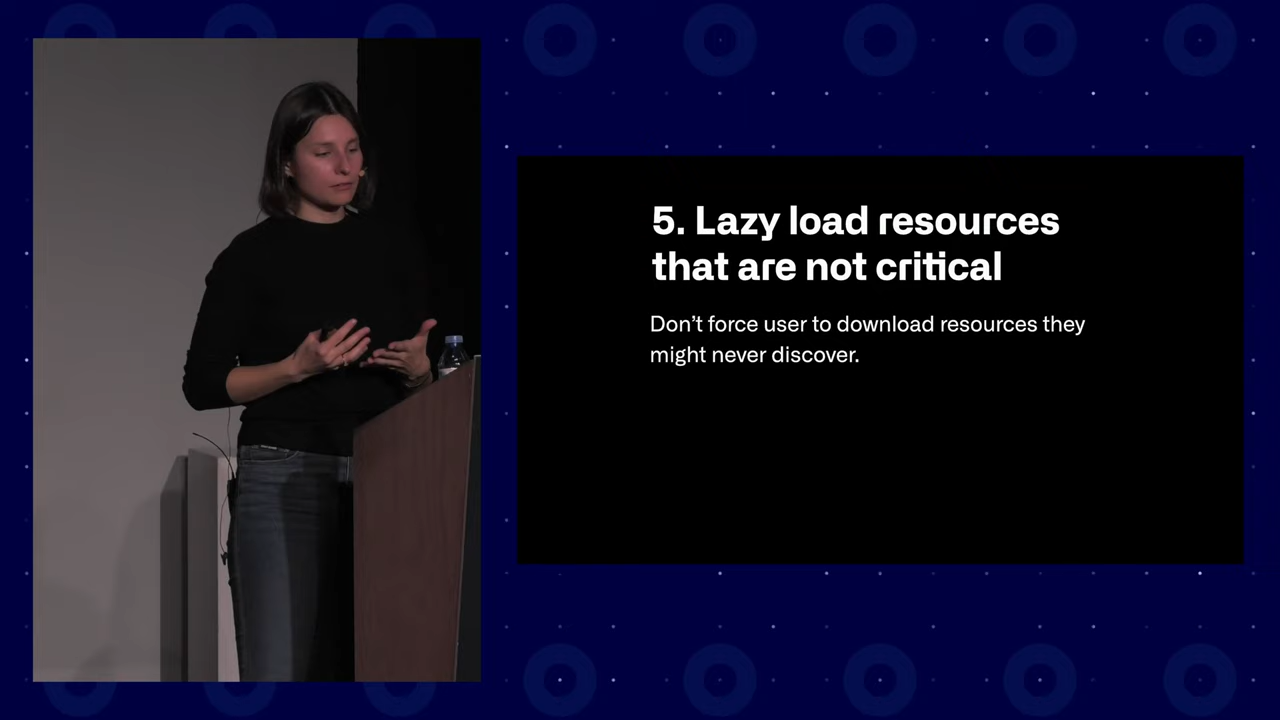 5. Lazy load resources
that are not critical
Don’t force user to download resources they
might never discover.